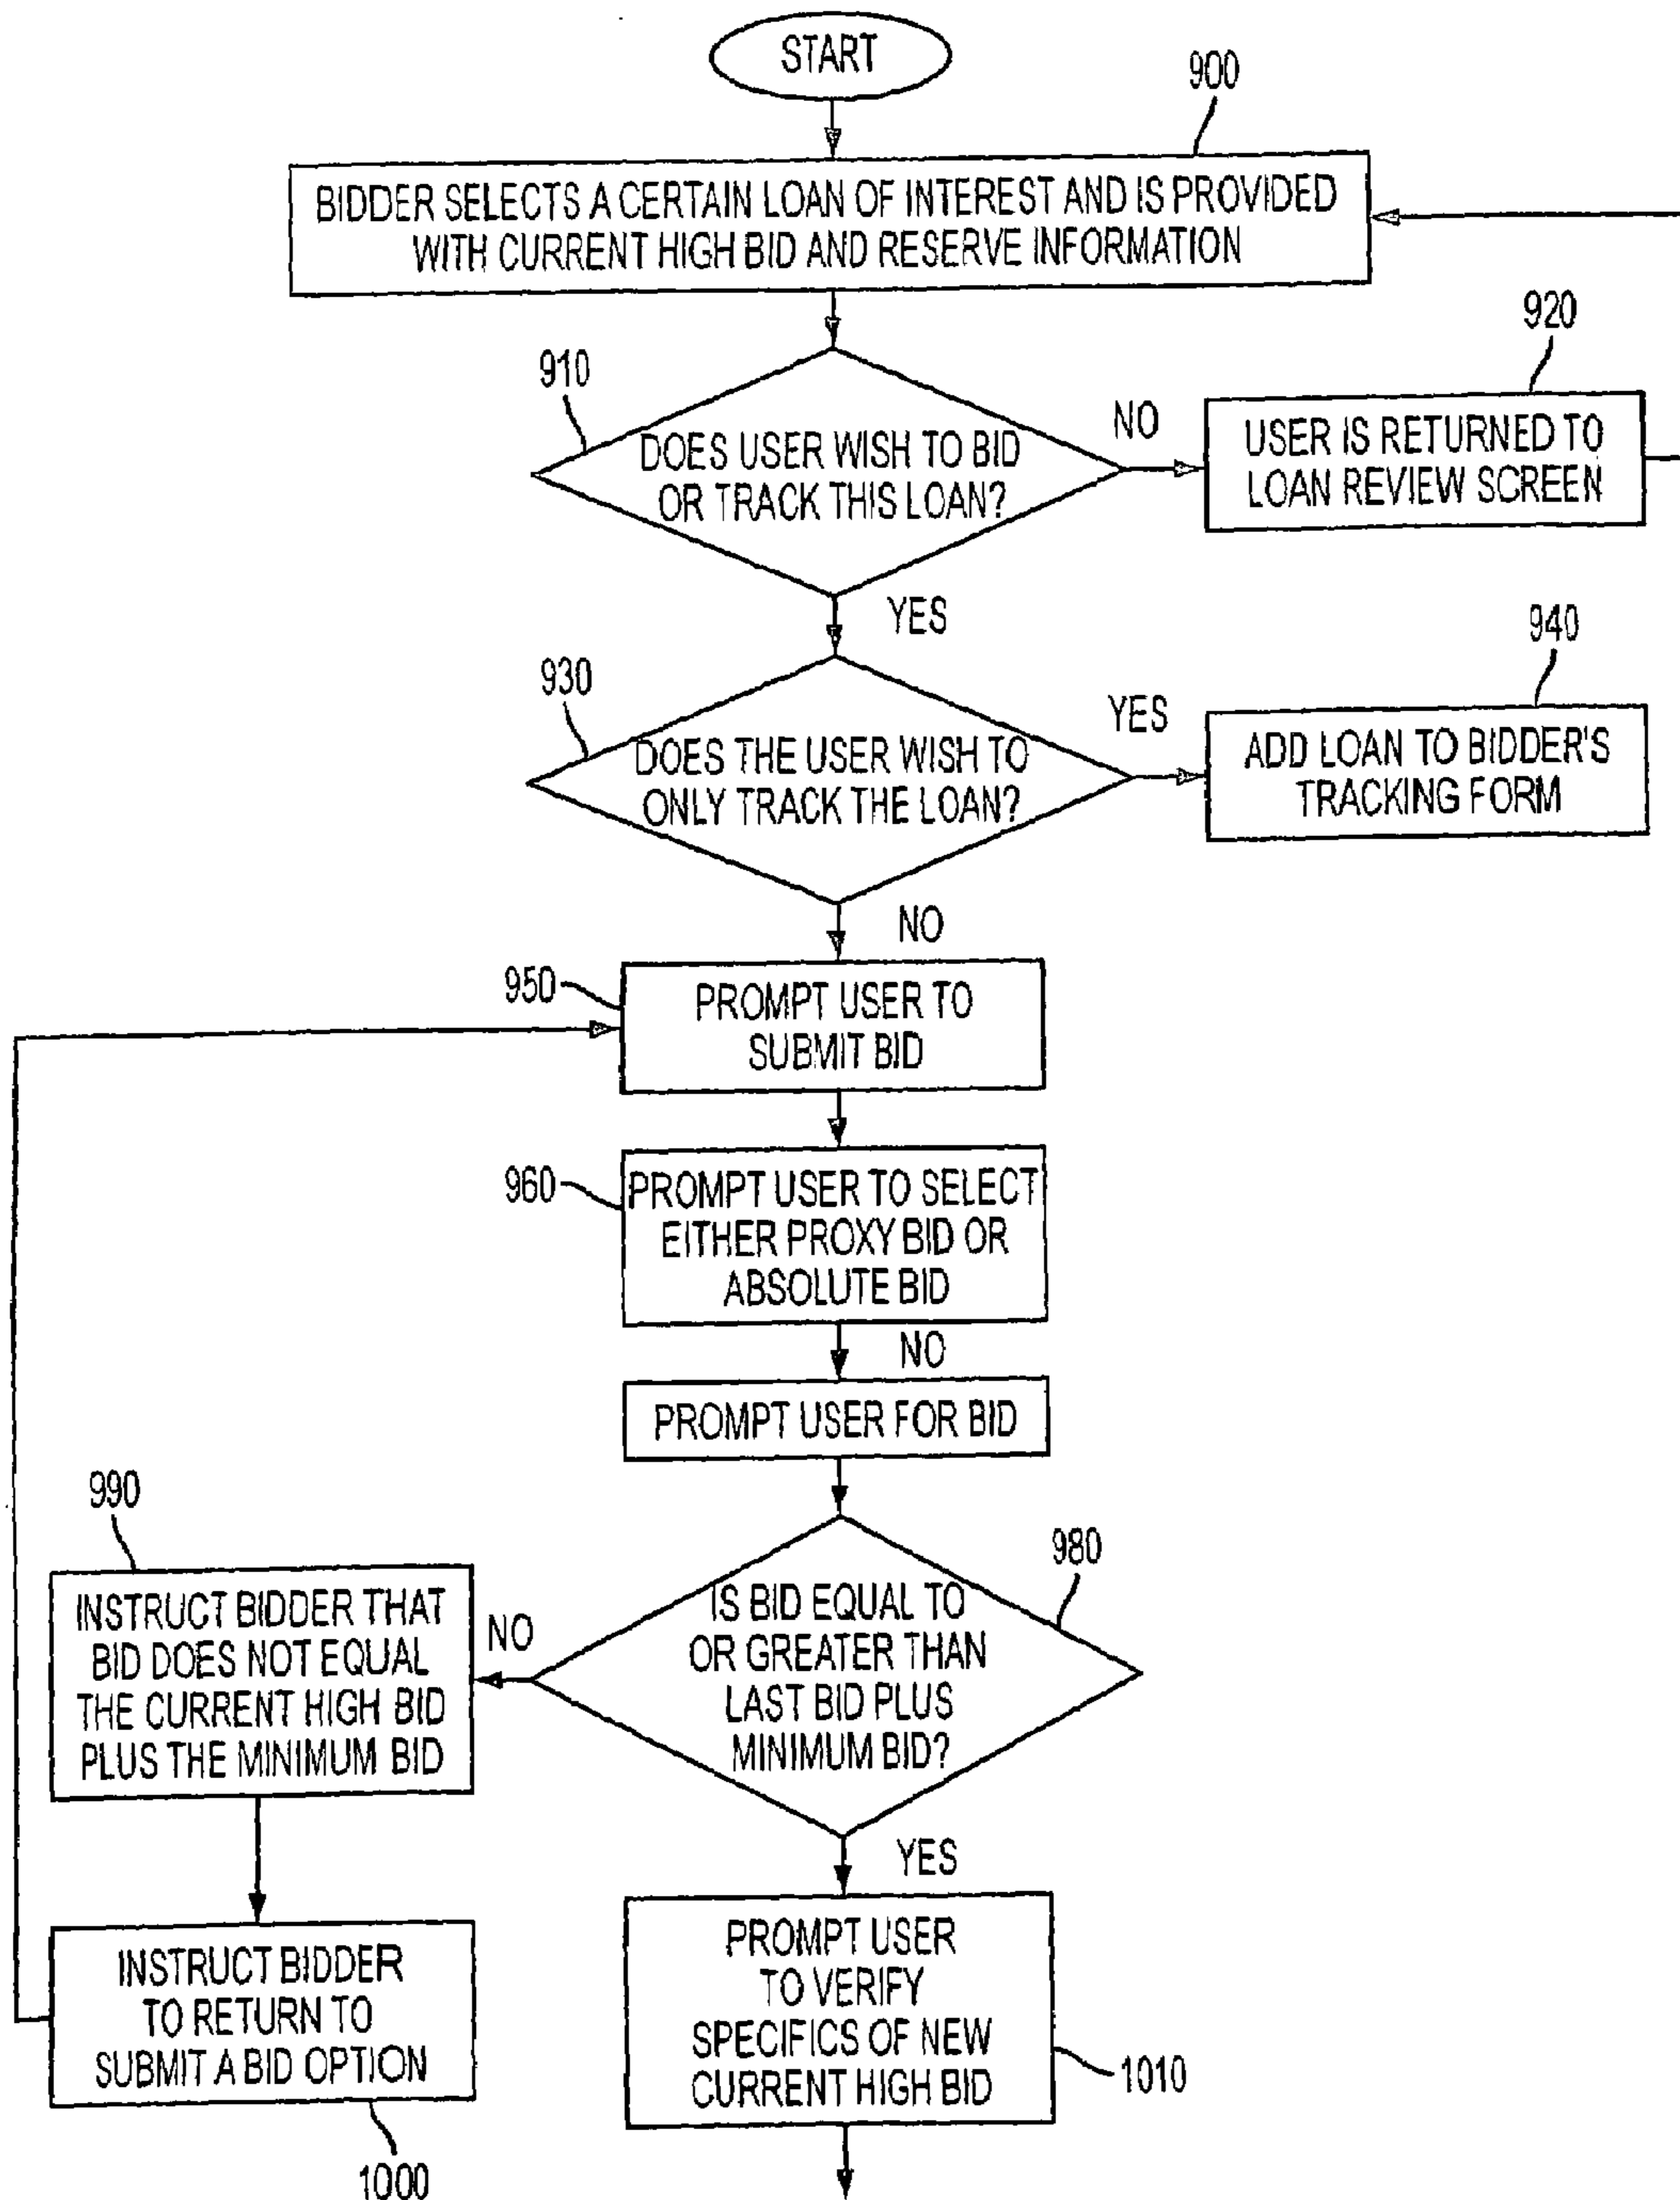 START
900
BIDDER SELECTS A CERTAIN LOAN OF INTEREST AND IS PROVIDED
WITH CURRENT HIGH BID AND RESERVE INFORMATION
910
DOES USER WISH TO BID
OR TRACK THIS LOAN?
NO
920
USER IS RETURNED TO
LOAN REVIEW SCREEN
YES
930
DOES THE USER WISH TO
ONLY TRACK THE LOAN?
YES
940
ADD LOAN TO BIDDER'S
TRACKING FORM
NO
950
PROMPT USER TO
SUBMIT BID
960
PROMPT USER TO SELECT
EITHER PROXY BID OR
ABSOLUTE BID
NO
PROMPT USER FOR BID
980
IS BID EQUAL TO
OR GREATER THAN
LAST BID PLUS
MINIMUM BID?
NO
990
INSTRUCT BIDDER THAT
BID DOES NOT EQUAL
THE CURRENT HIGH BID
PLUS THE MINIMUM BID
YES
INSTRUCT BIDDER
TO RETURN TO
SUBMIT A BID OPTION
1000
PROMPT USER
TO VERIFY
SPECIFICS OF NEW
CURRENT HIGH BID
1010